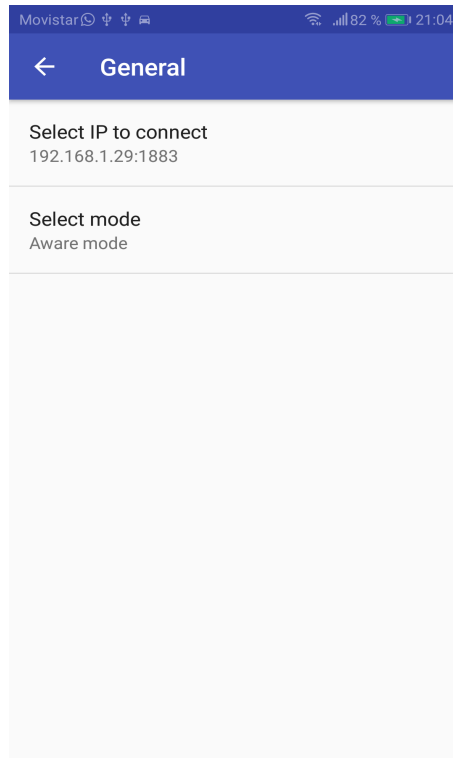 Movistar 82 % 21:04
General
Select IP to connect
192.168.1.29:1883
Select mode
Aware mode